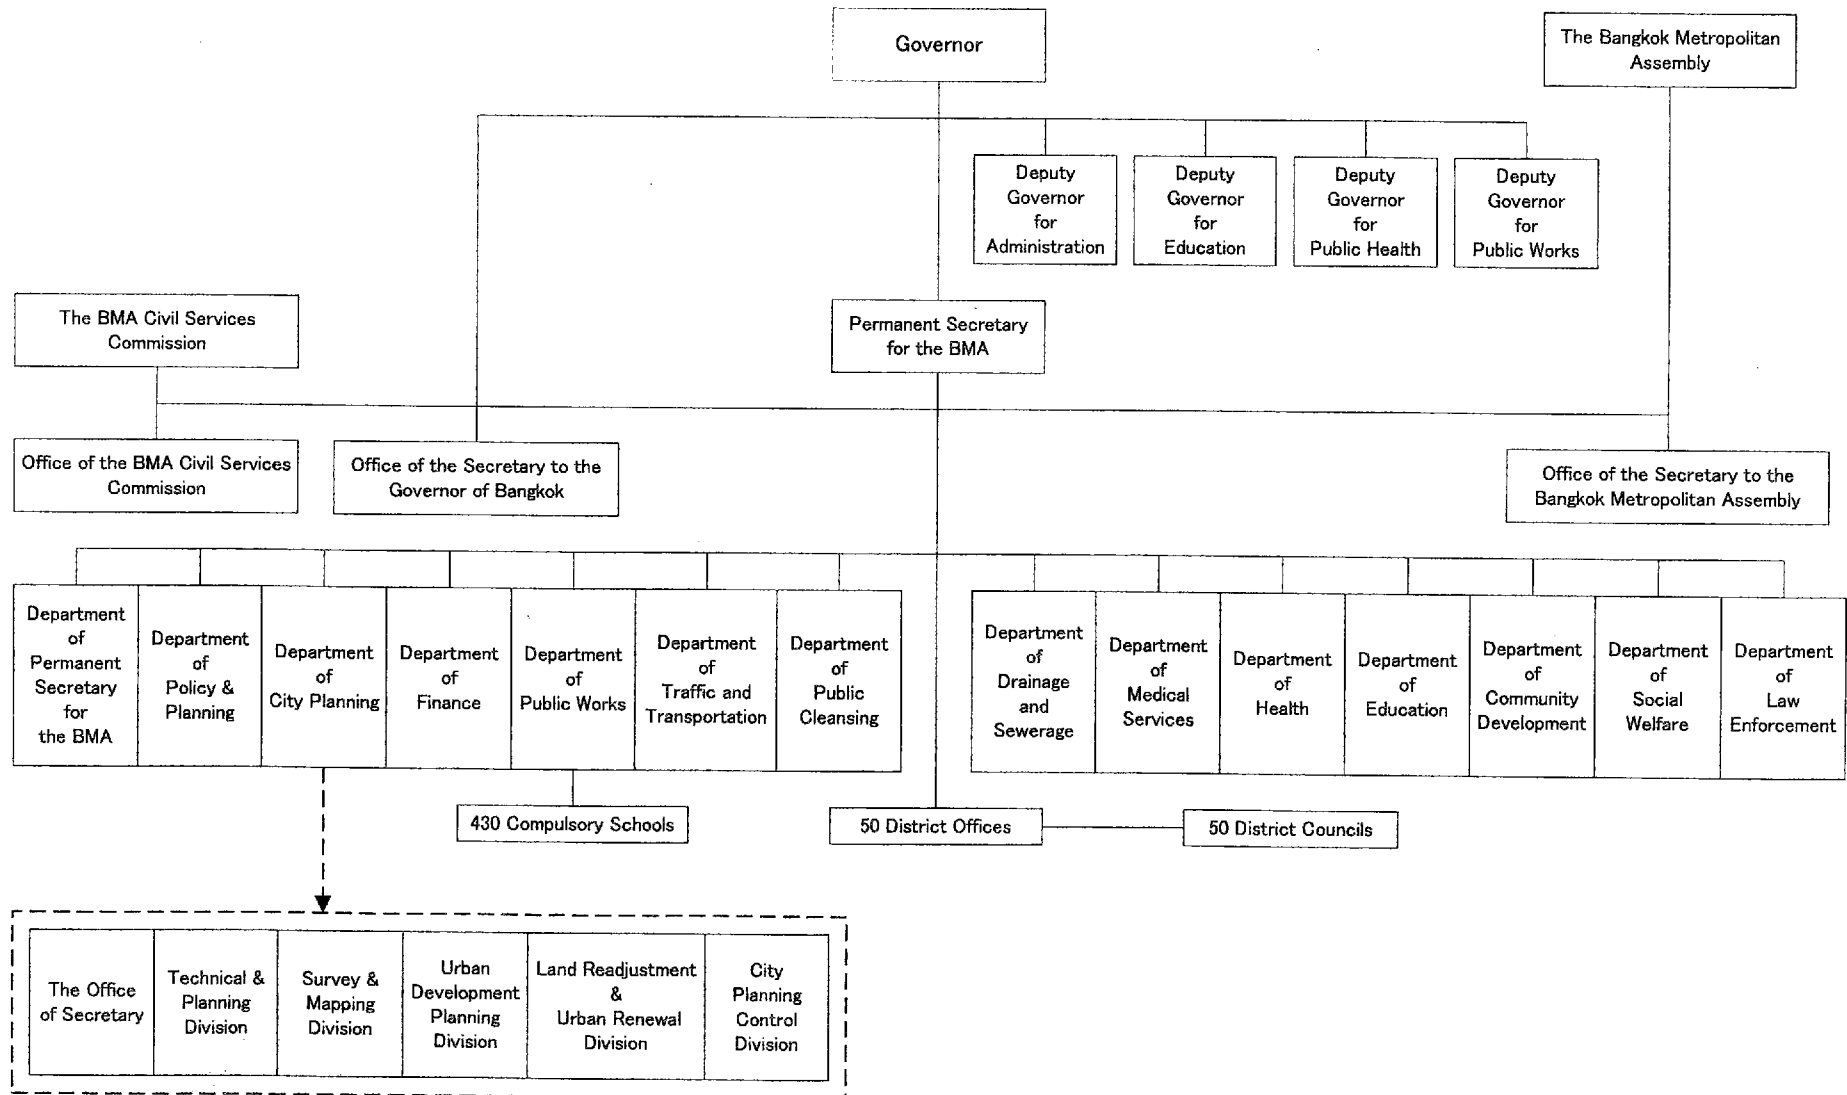 Governor
The Bangkok Metropolitan
Assembly
Deputy
Governor
for
Administration
Deputy
Governor
for
Education
Deputy
Governor
for
Public Health
Deputy
Governor
for
Public Works
The BMA Civil Services
Commission
Permanent Secretary
for the BMA
Office of the BMA Civil Services
Commission
Office of the Secretary to the
Governor of Bangkok
Office of the Secretary to the
Bangkok Metropolitan Assembly
Department
of
Permanent
Secretary
for
the BMA
Department
of
Policy &
Planning
Department
of
City Planning
Department
of
Finance
Department
of
Public Works
Department
of
Traffic and
Transportation
Department
of
Public
Cleansing
Department
of
Drainage
and
Sewerage
Department
of
Medical
Services
Department
of
Health
Department
of
Education
Department
of
Community
Development
Department
of
Social
Welfare
Department
of
Law
Enforcement
430 Compulsory Schools
50 District Offices
50 District Councils
The Office
of Secretary
Technical &
Planning
Division
Survey &
Mapping
Division
Urban
Development
Planning
Division
Land Readjustment
&
Urban Renewal
Division
City
Planning
Control
Division